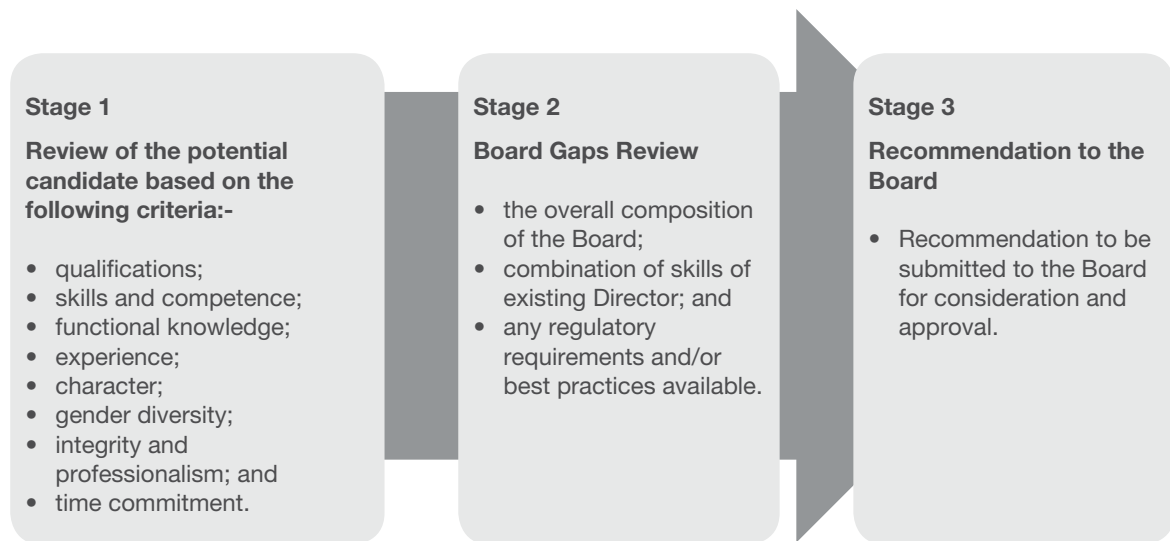 Stage 1
Review of the potential
candidate based on the
following criteria:-
• qualifications;
• skills and competence;
• functional knowledge;
• experience;
• character;
• gender diversity;
• integrity and
professionalism; and
• time commitment.
Stage 2
Board Gaps Review
• the overall composition
of the Board;
• combination of skills of
existing Director; and
• any regulatory
requirements and/or
best practices available.
Stage 3
Recommendation to the
Board
• Recommendation to be
submitted to the Board
for consideration and
approval.